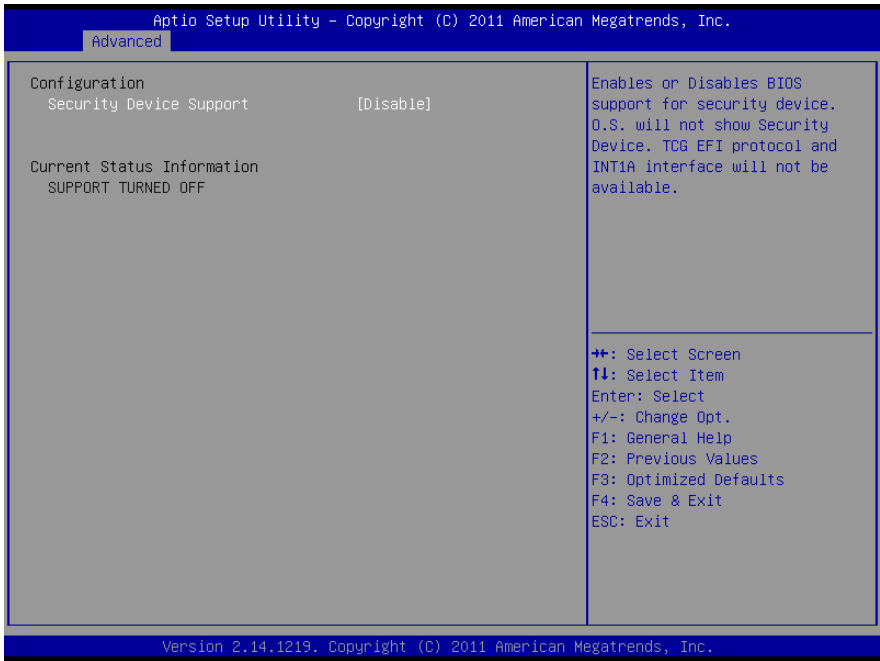 Aptio Setup Utility – Copyright (C) 2011 American Megatrends, Inc.
Advanced
Configuration
Security Device Support [Disable]
Current Status Information
SUPPORT TURNED OFF
Enables or Disables BIOS
support for security device.
O.S. will not show Security
Device. TCG EFI protocol and
INT1A interface will not be
available.
→←: Select Screen
↑↓: Select Item
Enter: Select
+/-: Change Opt.
F1: General Help
F2: Previous Values
F3: Optimized Defaults
F4: Save & Exit
ESC: Exit
Version 2.14.1219. Copyright (C) 2011 American Megatrends, Inc.